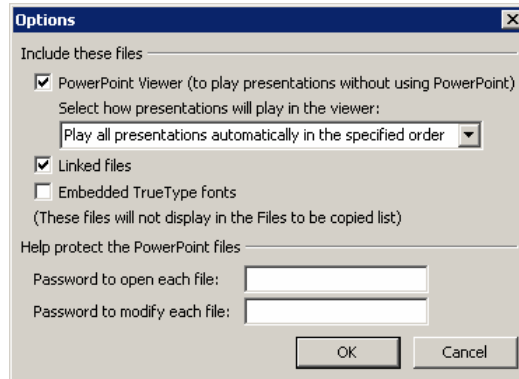 Options
Include these files
PowerPoint Viewer (to play presentations without using PowerPoint)
Select how presentations will play in the viewer:
Play all presentations automatically in the specified order
Linked files
Embedded TrueType fonts
(These files will not display in the Files to be copied list)
Help protect the PowerPoint files
Password to open each file:
Password to modify each file:
OK Cancel